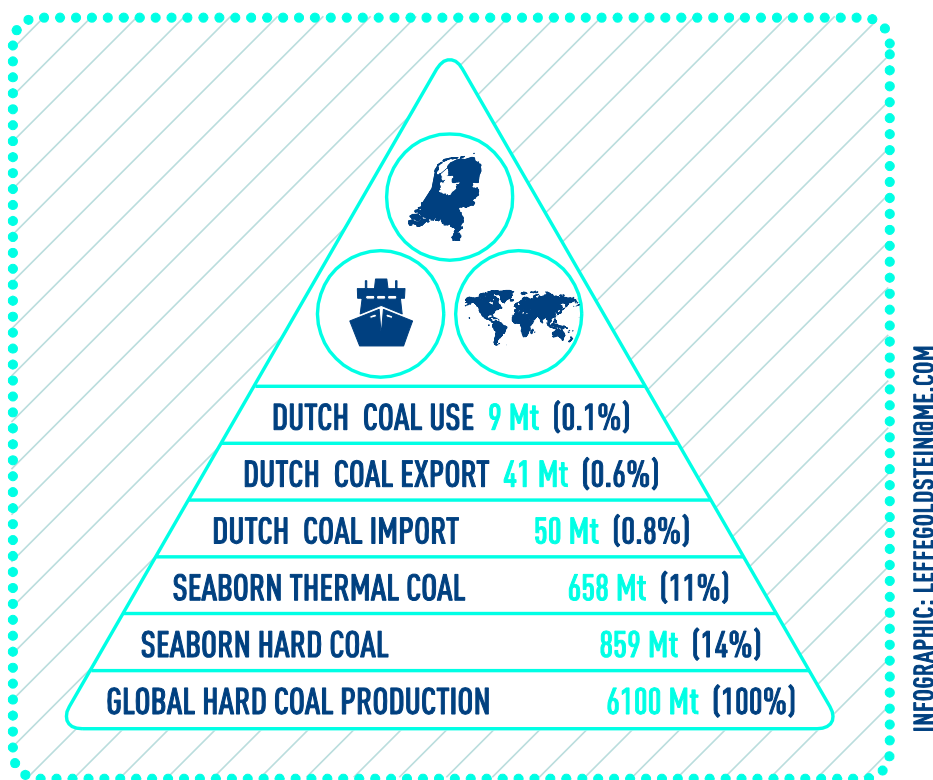 DUTCH COAL USE 9 Mt (0.1%)
DUTCH COAL EXPORT 41 Mt (0.6%)
DUTCH COAL IMPORT 50 Mt (0.8%)
SEABORN THERMAL COAL 658 Mt (11%)
SEABORN HARD COAL 859 Mt (14%)
GLOBAL HARD COAL PRODUCTION 6100 Mt (100%)
INFOGRAPHIC: LEFFEGOLDSTEIN@ME.COM